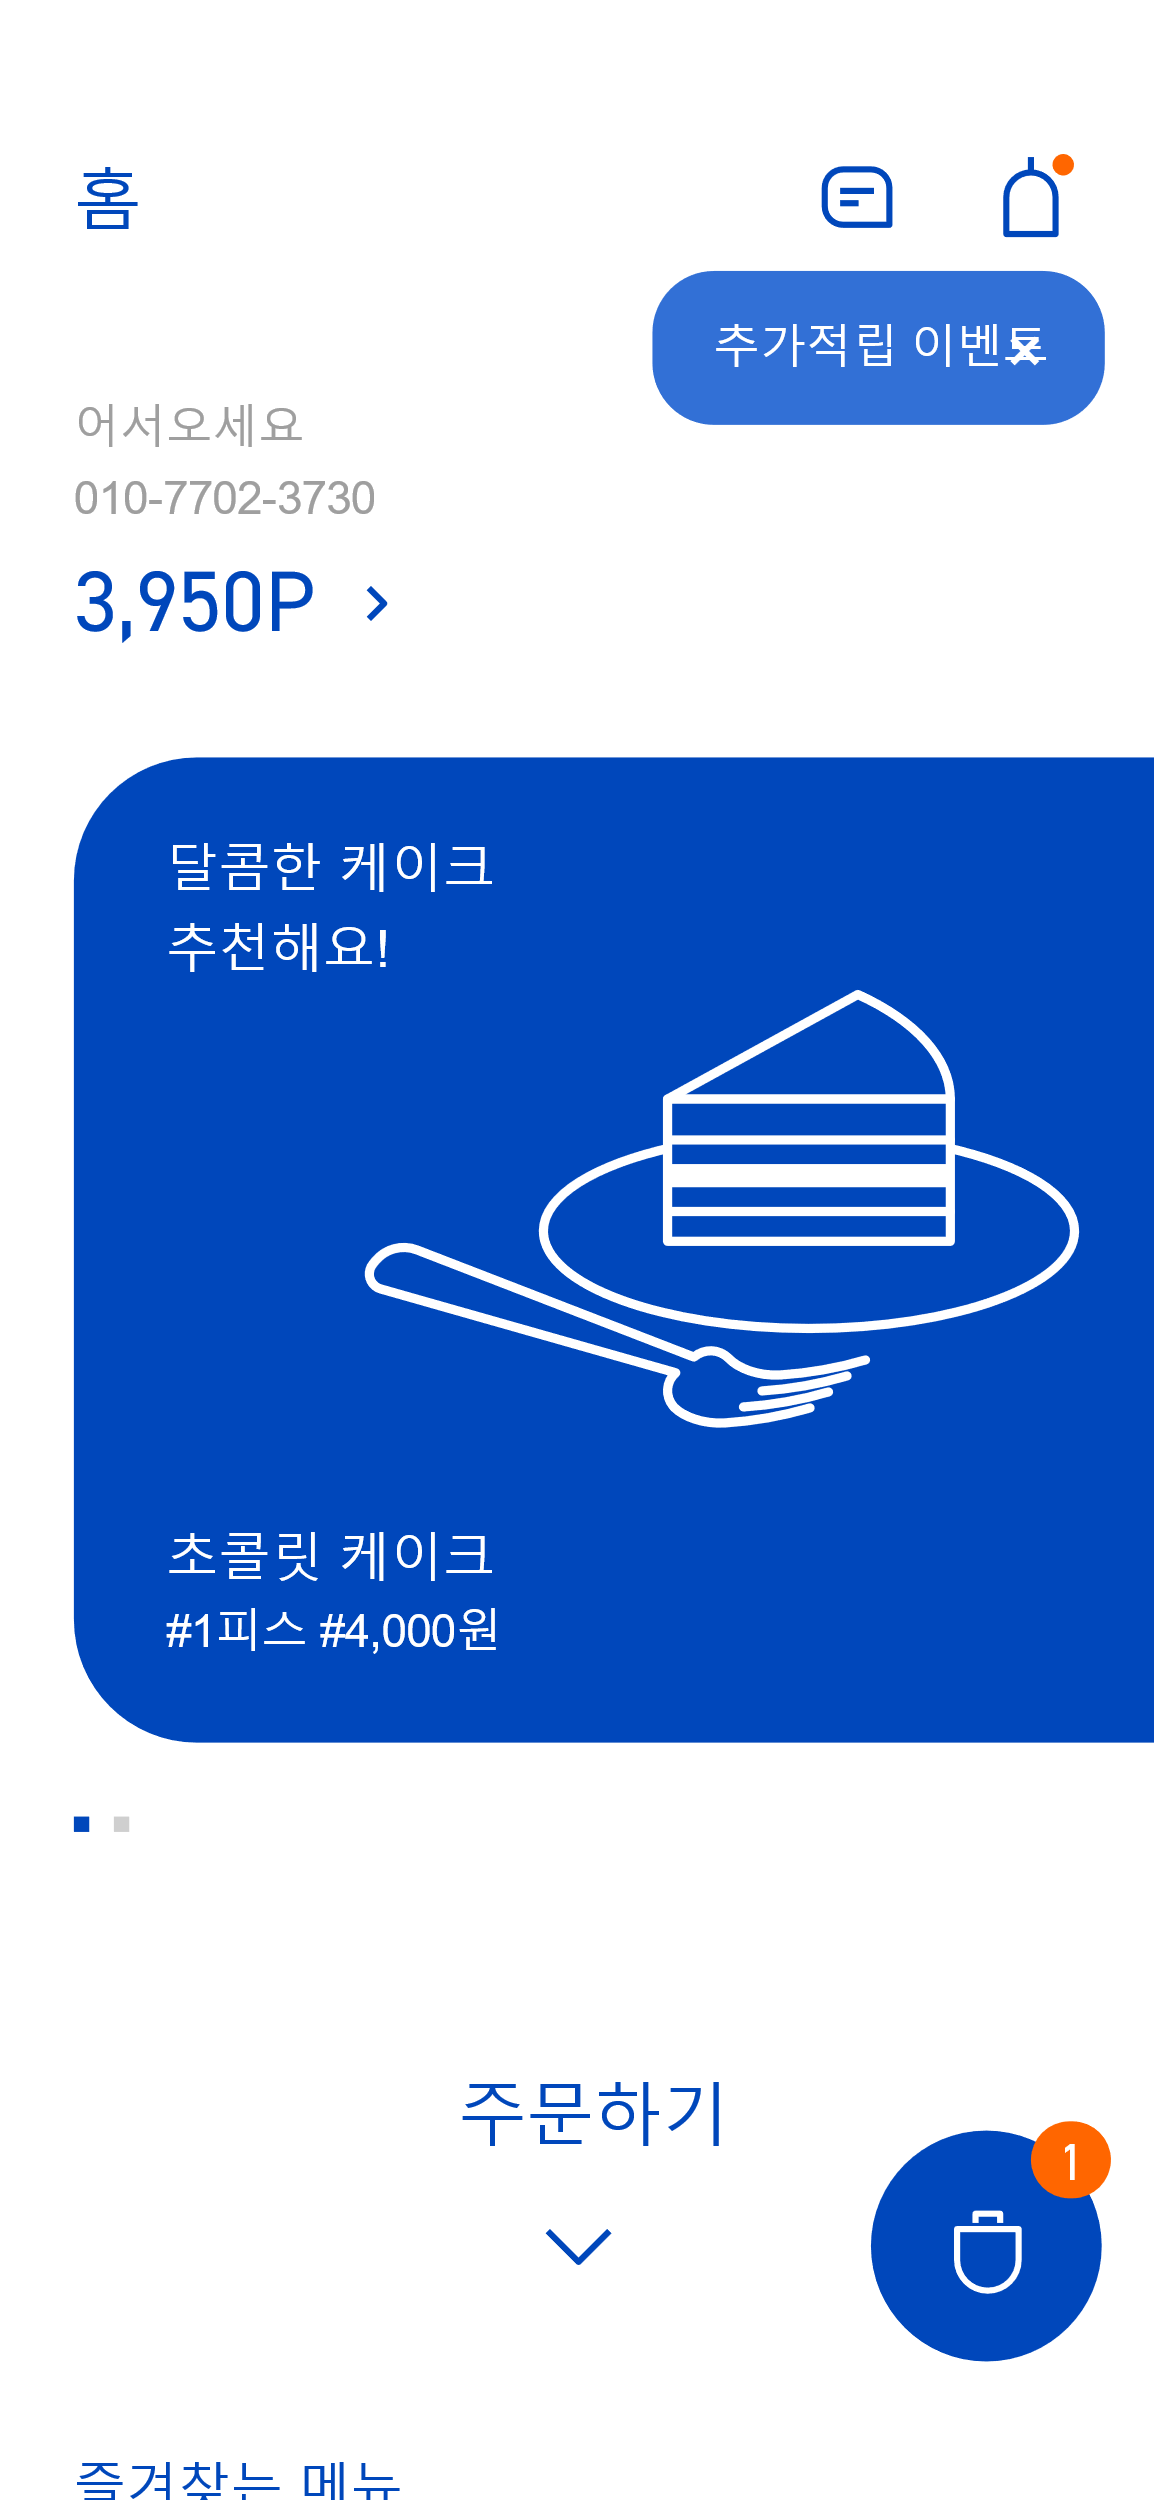 홈
추가적립 이벤트
어서오세요
010-7702-3730
3,950P
달콤한 케이크
추천해요!
초콜릿 케이크
#1피스 #4,000원
주문하기
1
즐겨찾는 메뉴